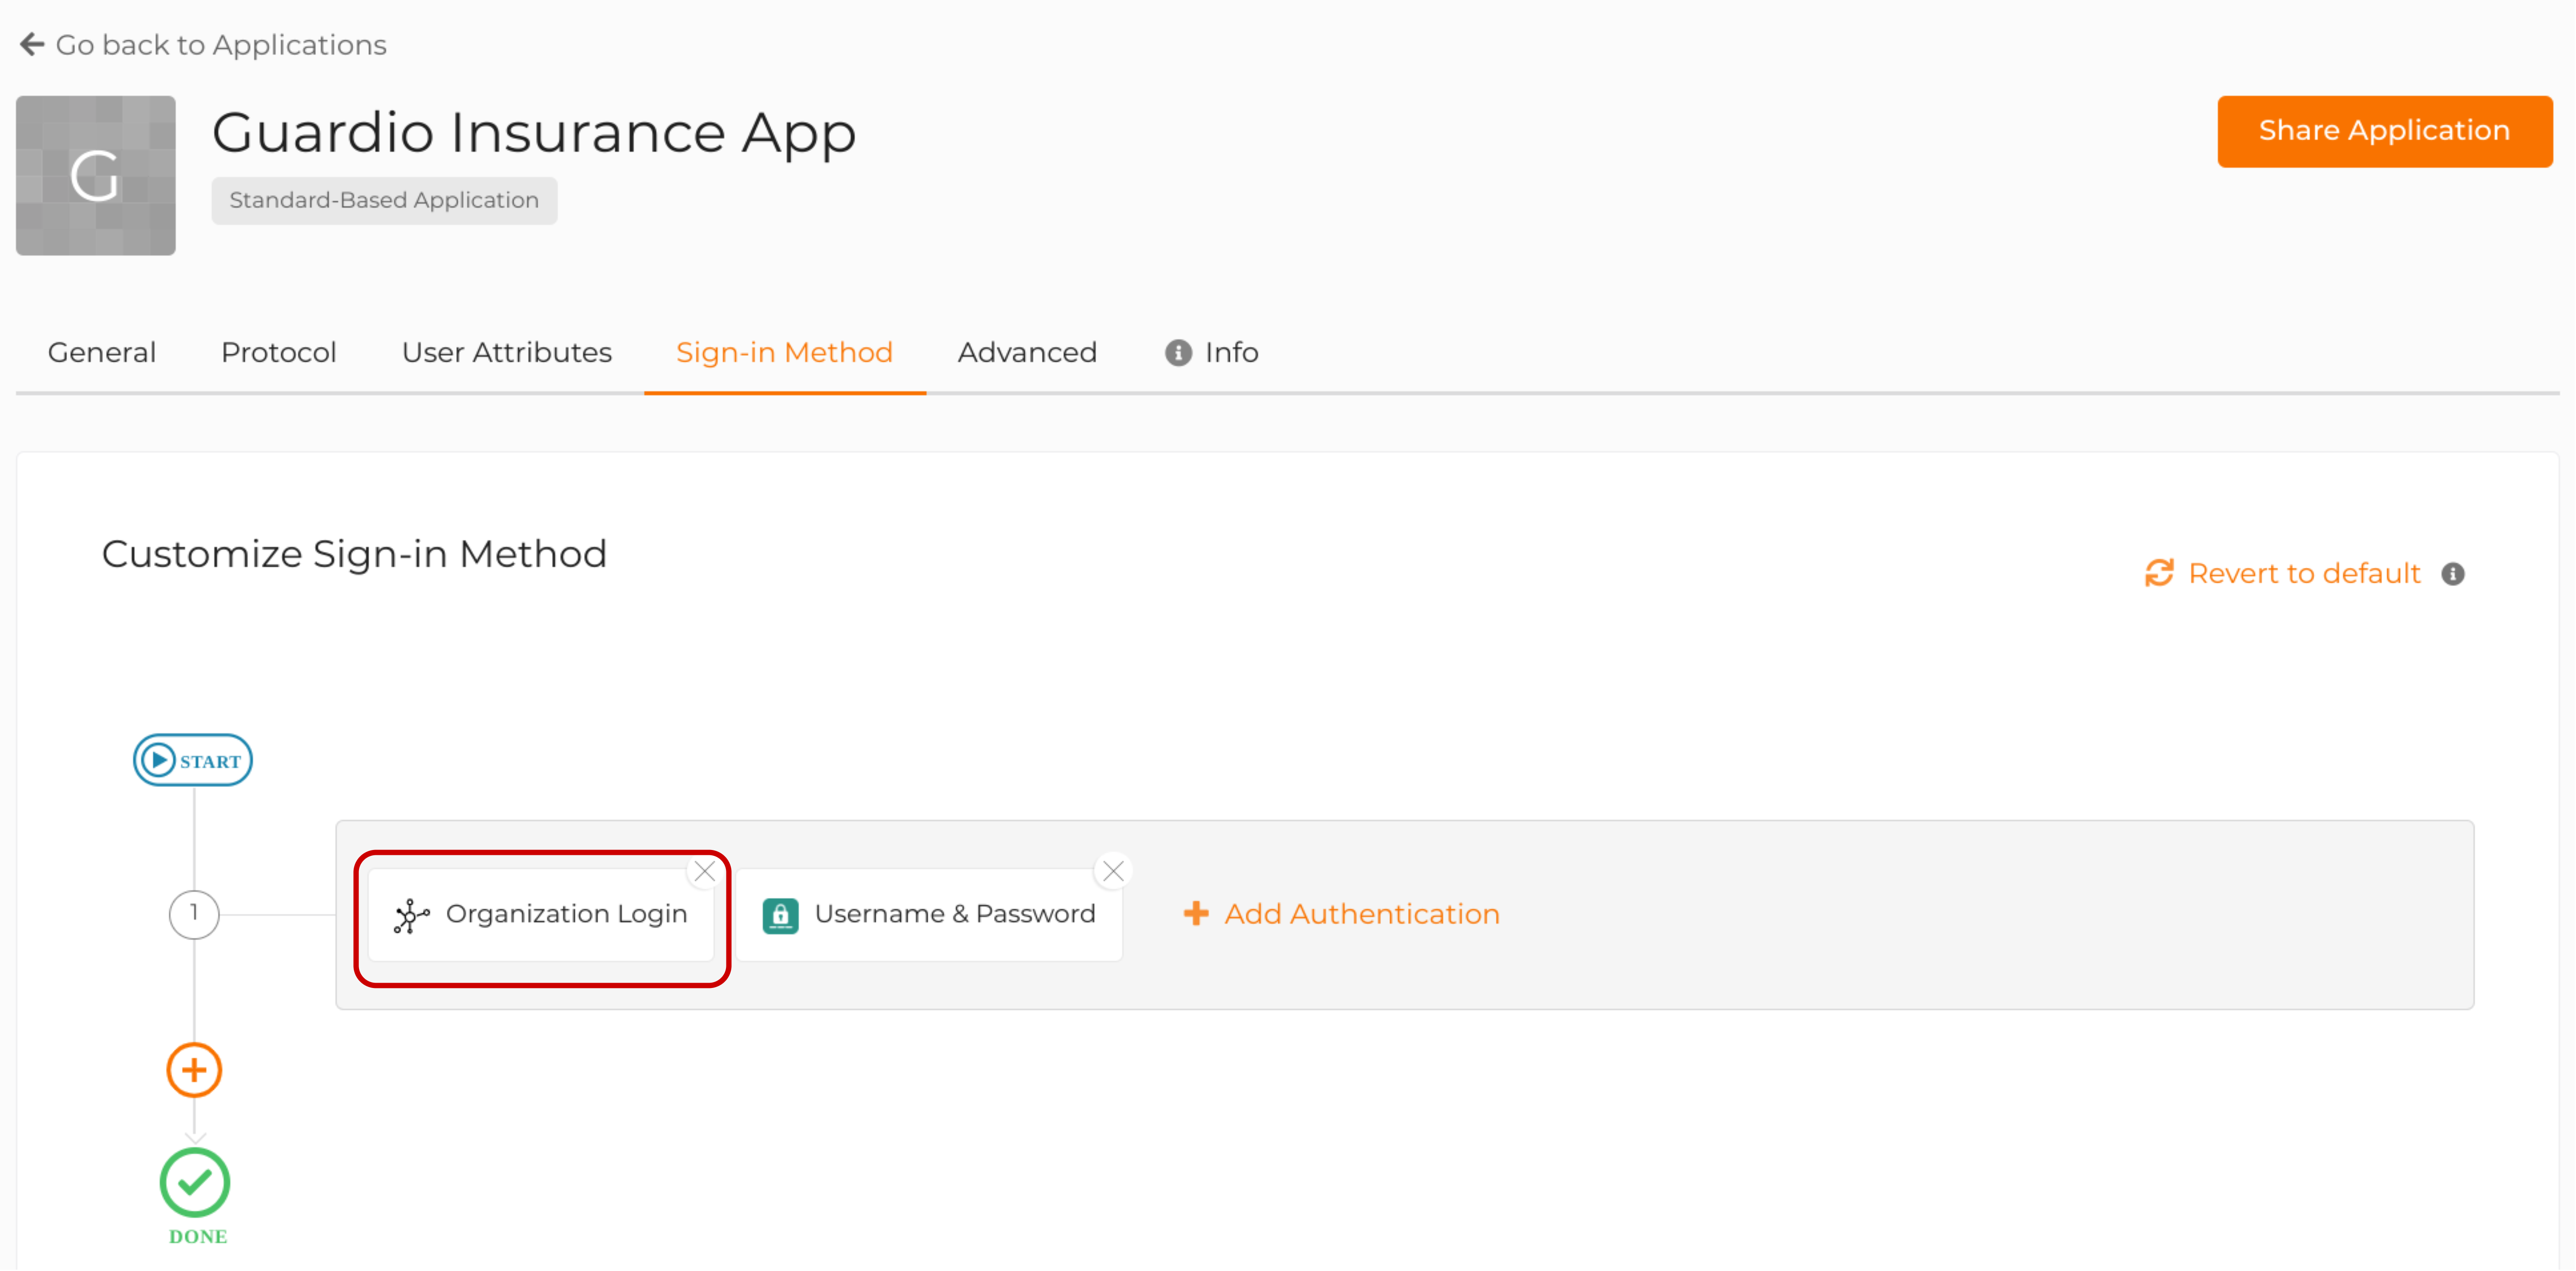 Go back to Applications
G
Guardio Insurance App
Share Application
Standard-Based Application
General Protocol User Attributes Sign-in Method Advanced Info
Customize Sign-in Method
Revert to default
START
1
Organization Login
Username & Password
Add Authentication
DONE